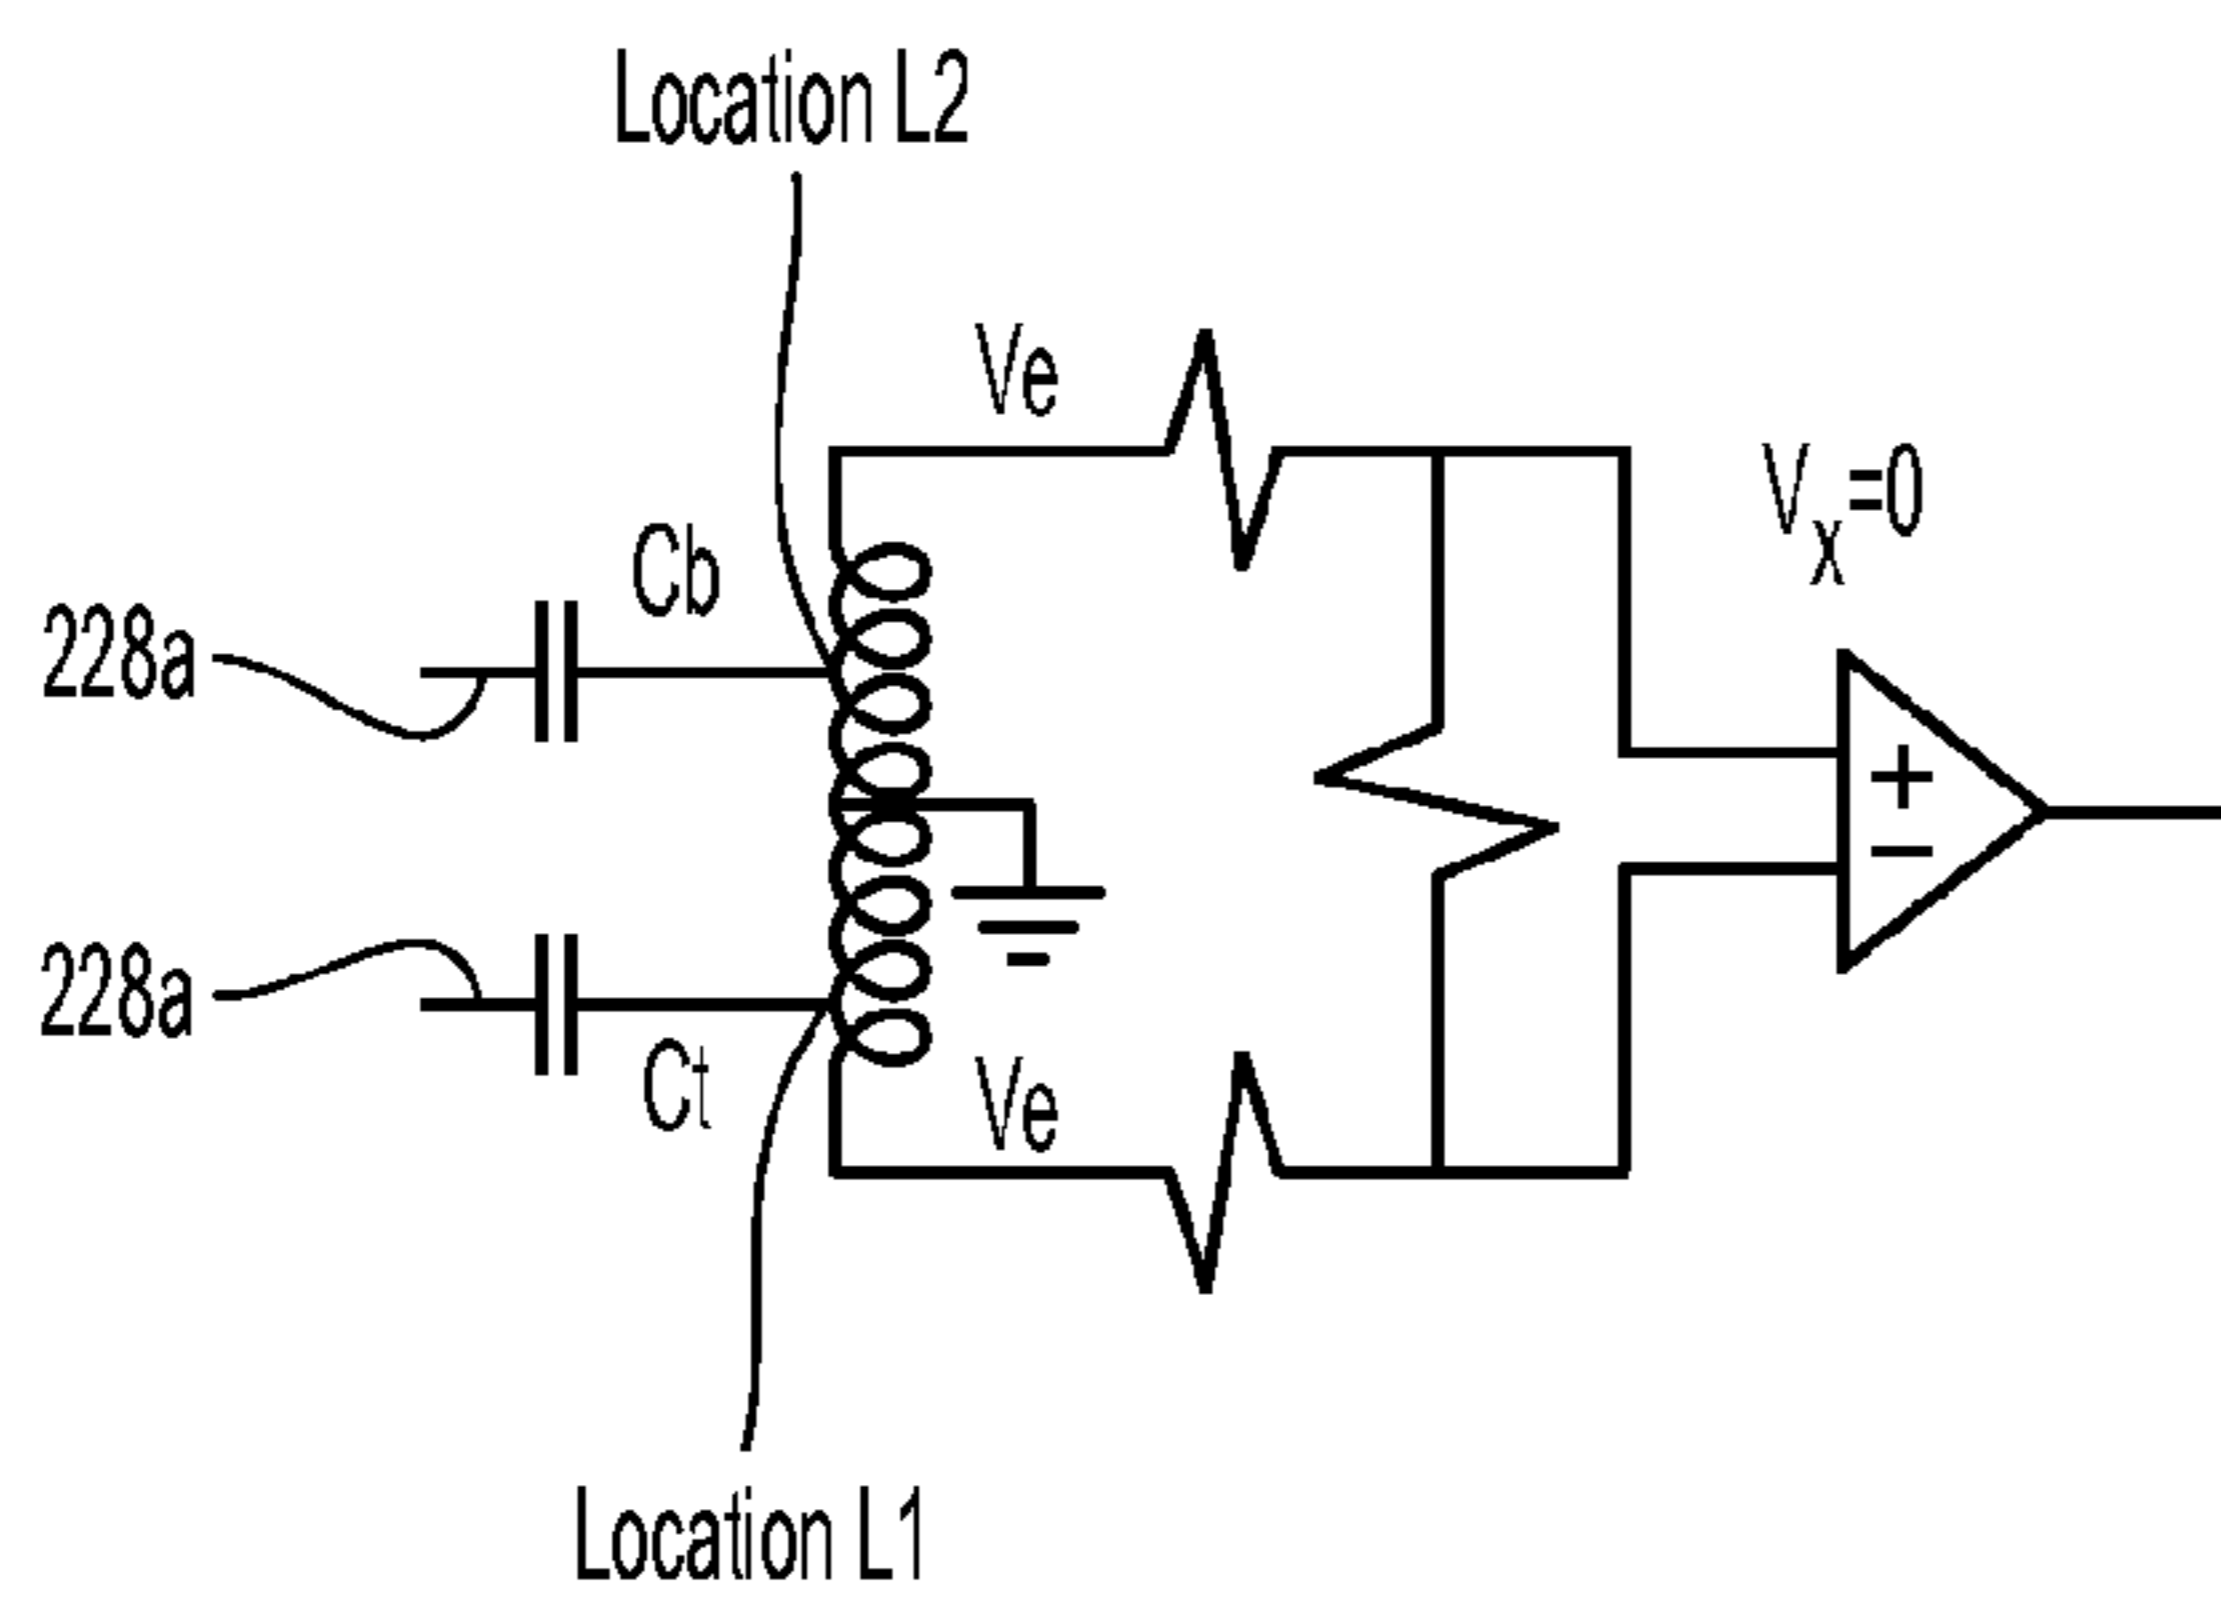 Location L2
Ve
Vx=0
Cb
228a
+
−
228a
Ct
Ve
Location L1